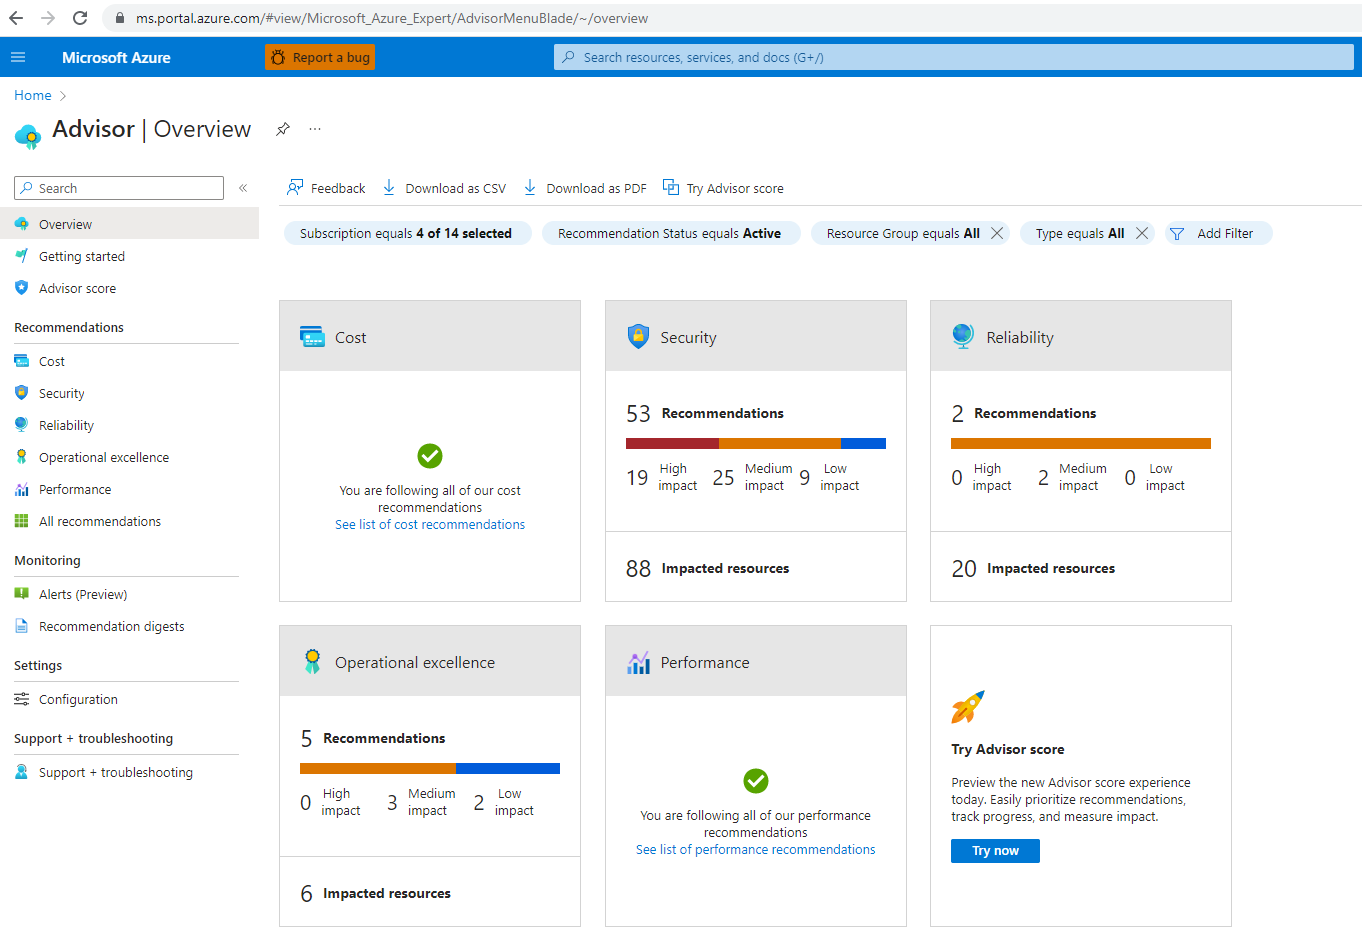 ms.portal.azure.com/#view/Microsoft_Azure_Expert/AdvisorMenuBlade/~/overview
Microsoft Azure
Report a bug
Search resources, services, and docs (G+/)
Home
Advisor | Overview
Search
Overview
Getting started
Advisor score
Recommendations
Cost
Security
Reliability
Operational excellence
Performance
All recommendations
Monitoring
Alerts (Preview)
Recommendation digests
Settings
Configuration
Support + troubleshooting
Support + troubleshooting
Feedback
Download as CSV
Download as PDF
Try Advisor score
Subscription equals 4 of 14 selected
Recommendation Status equals Active
Resource Group equals All
Type equals All
Add Filter
Cost
You are following all of our cost
recommendations
See list of cost recommendations
Security
53 Recommendations
19 High impact
25 Medium impact
9 Low impact
88 Impacted resources
Reliability
2 Recommendations
0 High impact
2 Medium impact
0 Low impact
20 Impacted resources
Operational excellence
5 Recommendations
0 High impact
3 Medium impact
2 Low impact
6 Impacted resources
Performance
You are following all of our performance
recommendations
See list of performance recommendations
Try Advisor score
Preview the new Advisor score experience
today. Easily prioritize recommendations,
track progress, and measure impact.
Try now